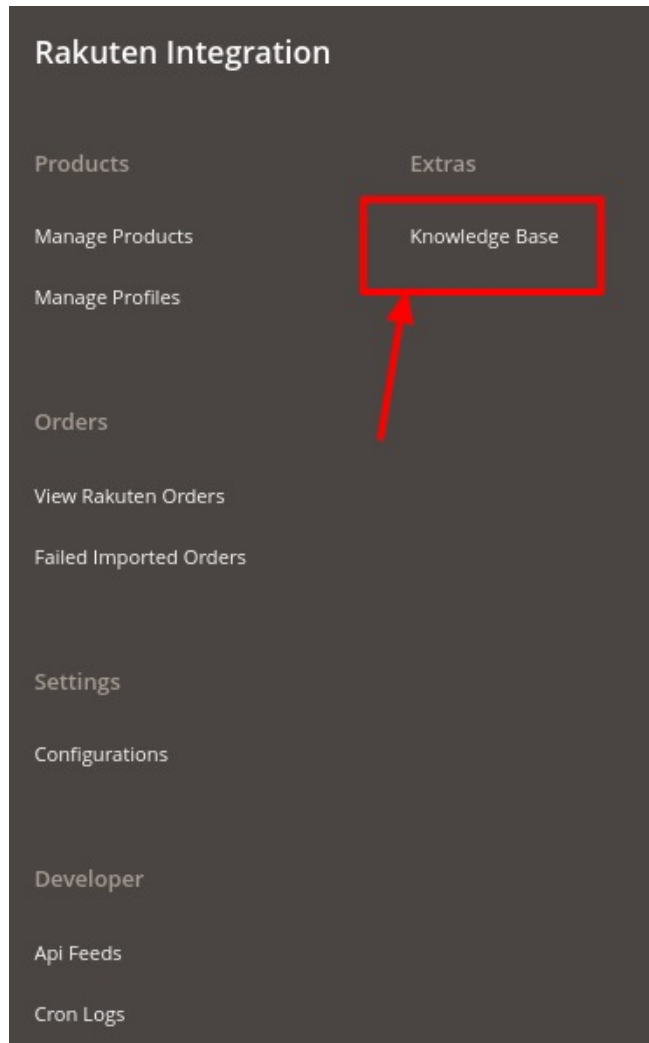 Rakuten Integration
Products
Manage Products
Manage Profiles
Orders
View Rakuten Orders
Failed Imported Orders
Settings
Configurations
Developer
Api Feeds
Cron Logs
Extras
Knowledge Base